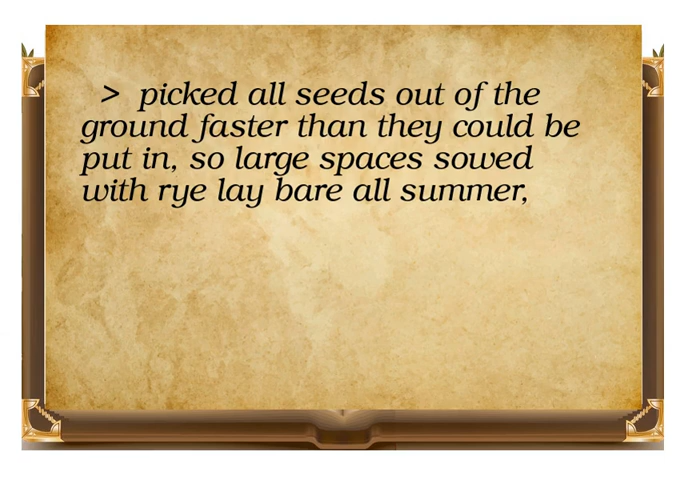 > picked all seeds out of the
ground faster than they could be
put in, so large spaces sowed
with rye lay bare all summer,